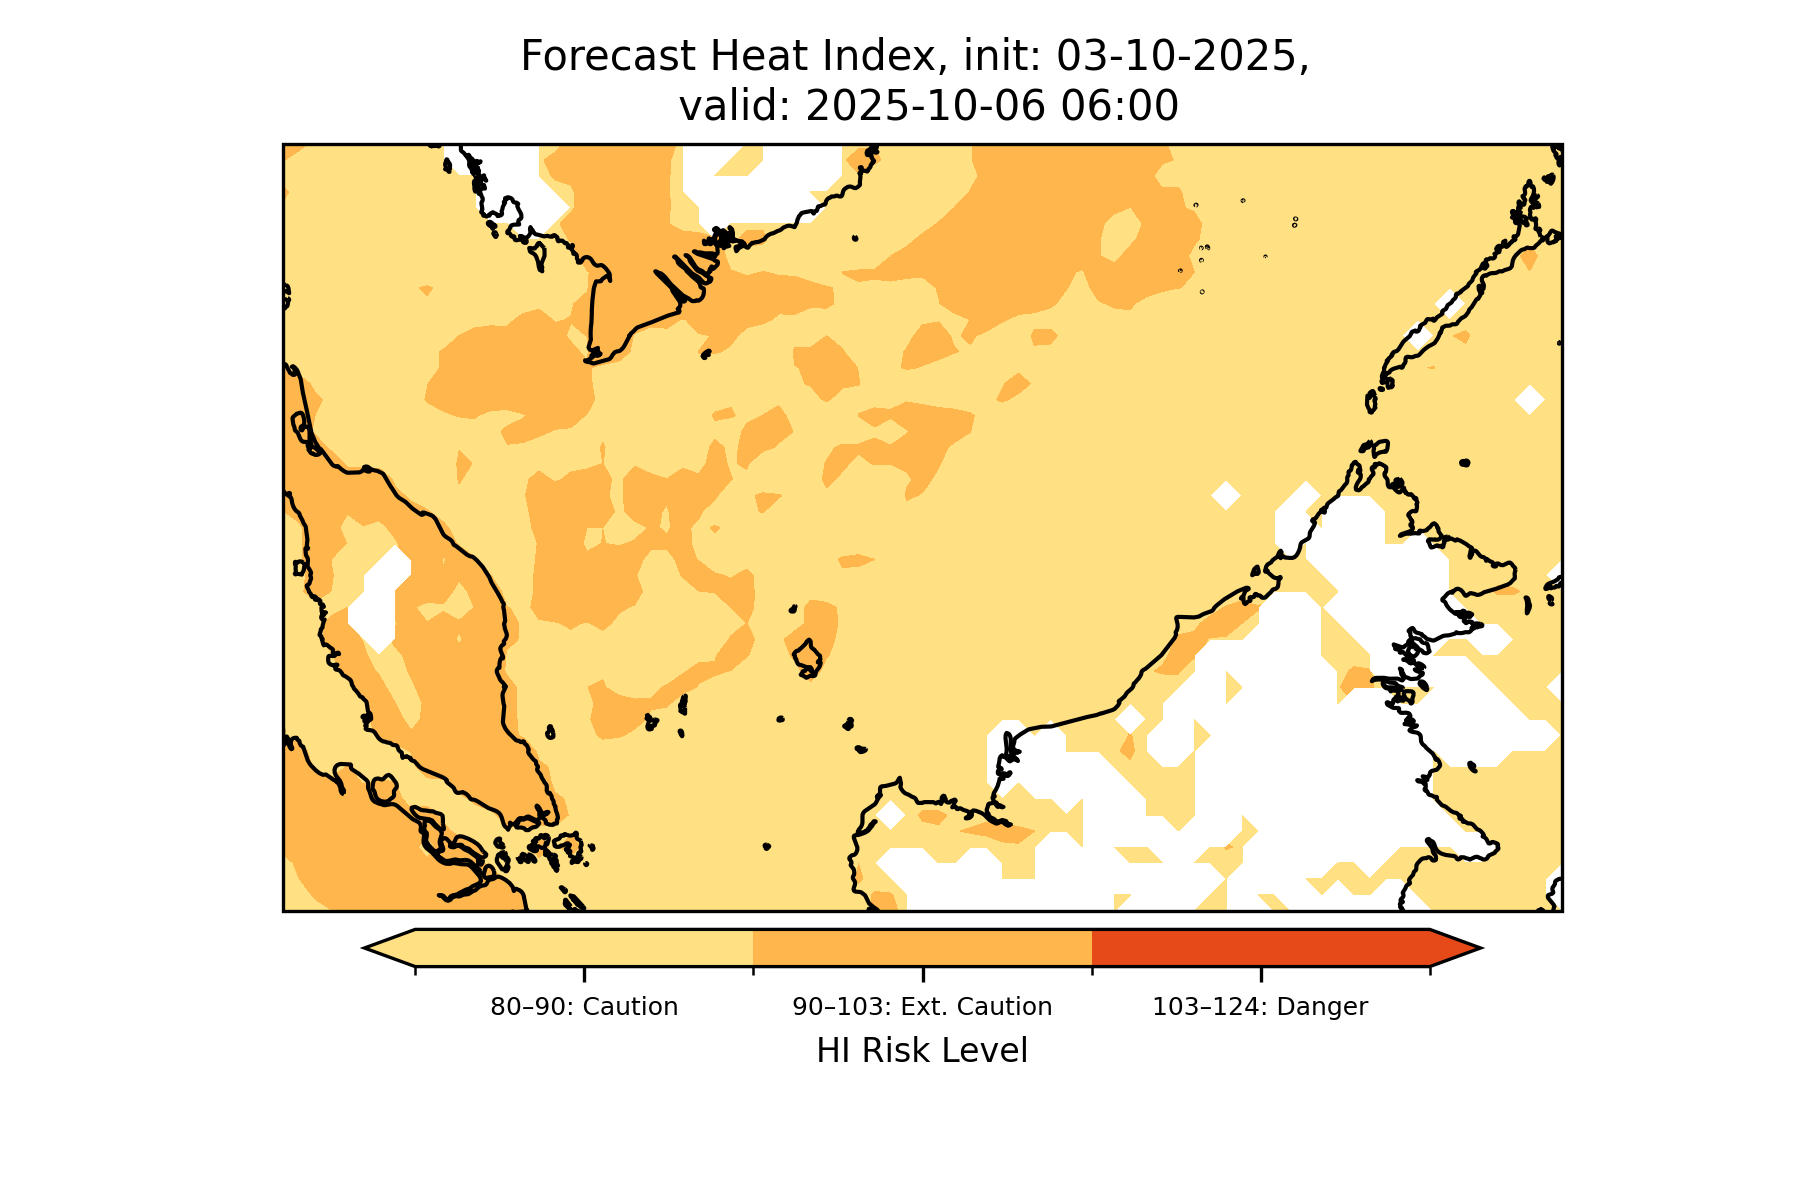 Forecast Heat Index, init: 03-10-2025,
valid: 2025-10-06 06:00
80–90: Caution
90–103: Ext. Caution
103–124: Danger
HI Risk Level